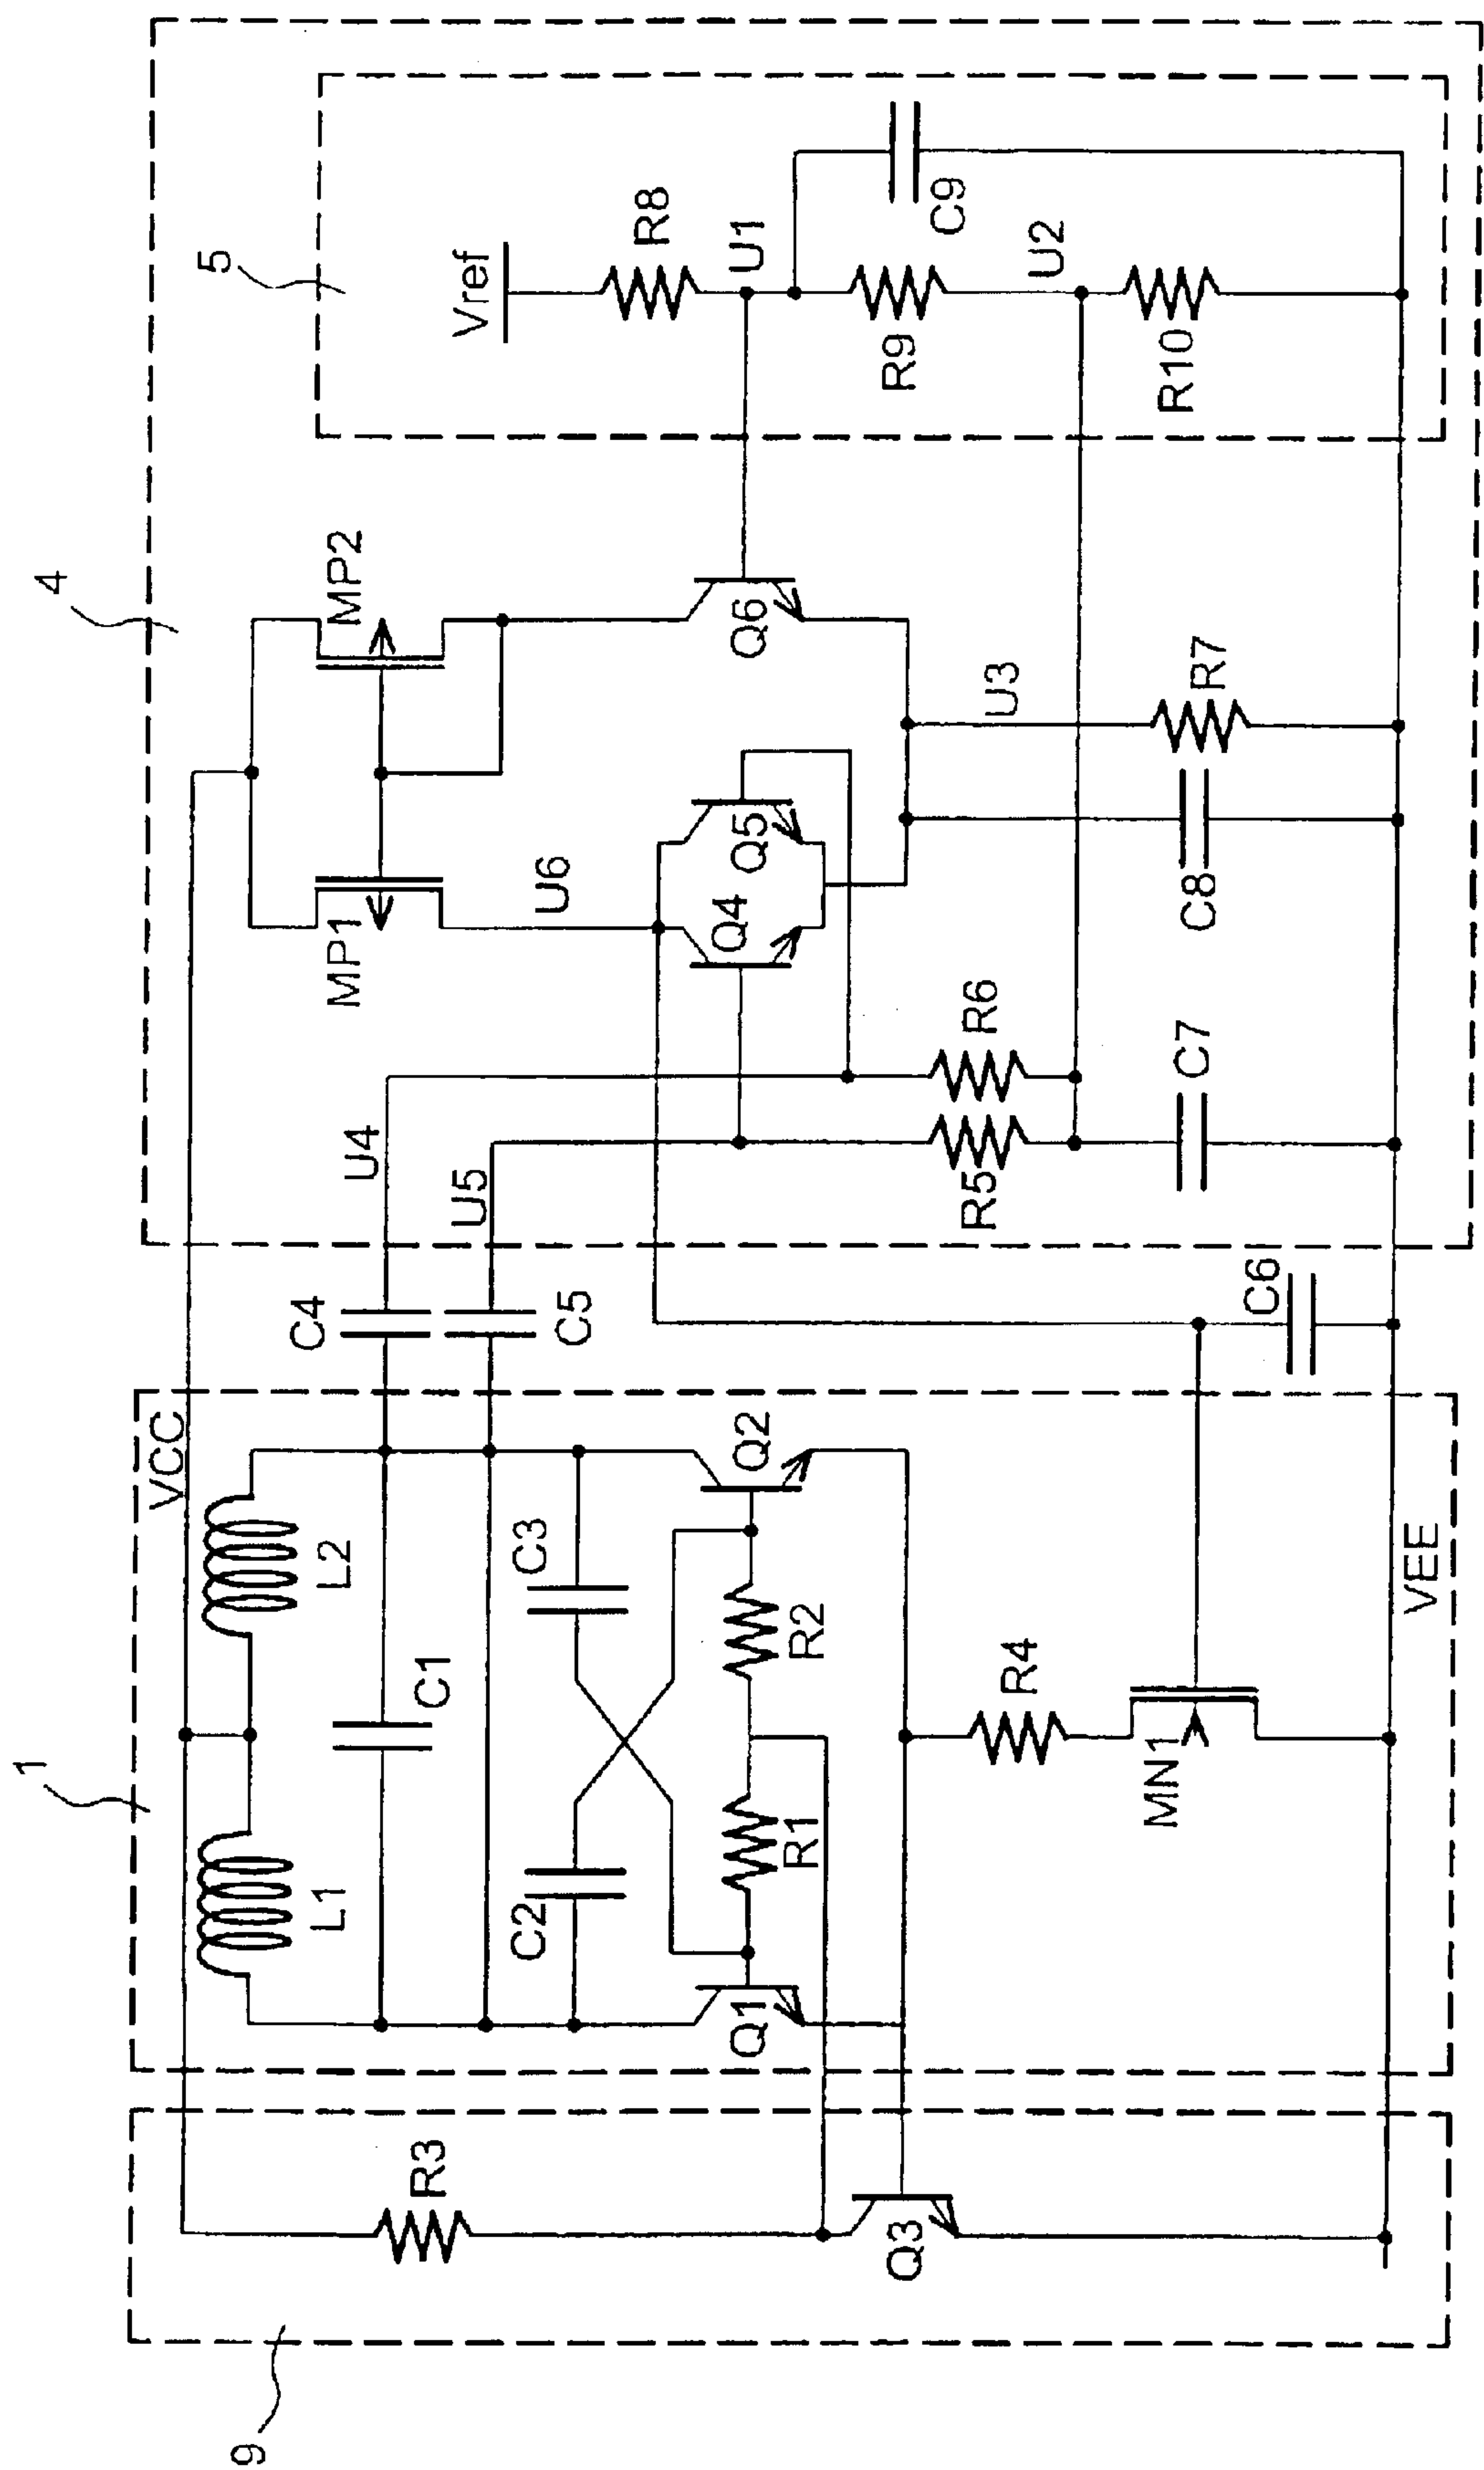 9
1
4
5
R3
Q3
VCC
L1
L2
C1
C2
C3
R1
R2
Q1
Q2
R4
MN1
VEE
C4
C5
C6
U4
U5
MP1
MP2
U6
Q4
Q5
Q6
R5
R6
C7
U3
C8
R7
Vref
R8
U1
R9
C9
U2
R10